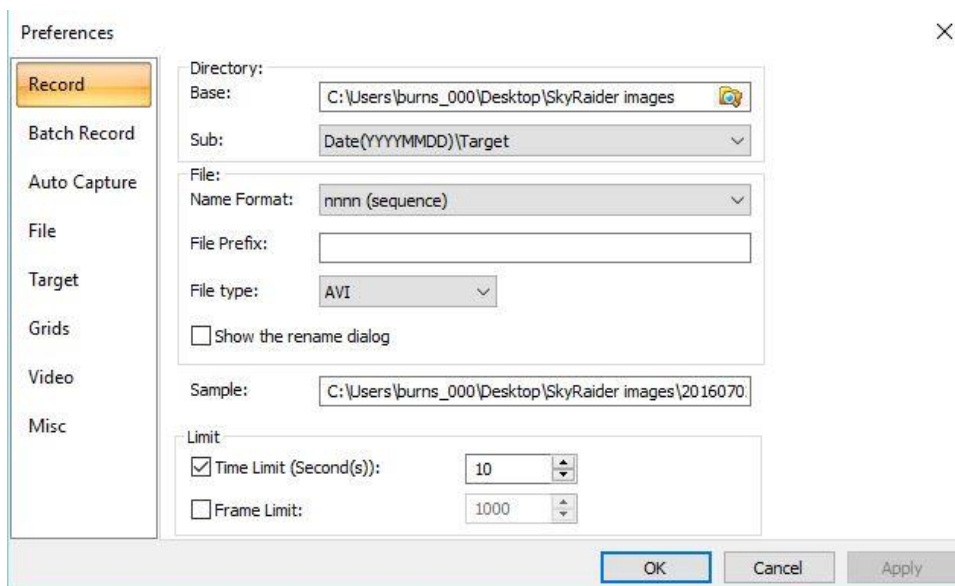 Preferences
Record
Batch Record
Auto Capture
File
Target
Grids
Video
Misc
Directory:
Base: C:\Users\burns_000\Desktop\SkyRaider images
Sub: Date(YYYYMMDD)\Target
File:
Name Format: nnnn (sequence)
File Prefix:
File type: AVI
Show the rename dialog
Sample: C:\Users\burns_000\Desktop\SkyRaider images\2016070
Limit
Time Limit (Second(s)): 10
Frame Limit: 1000
OK Cancel Apply